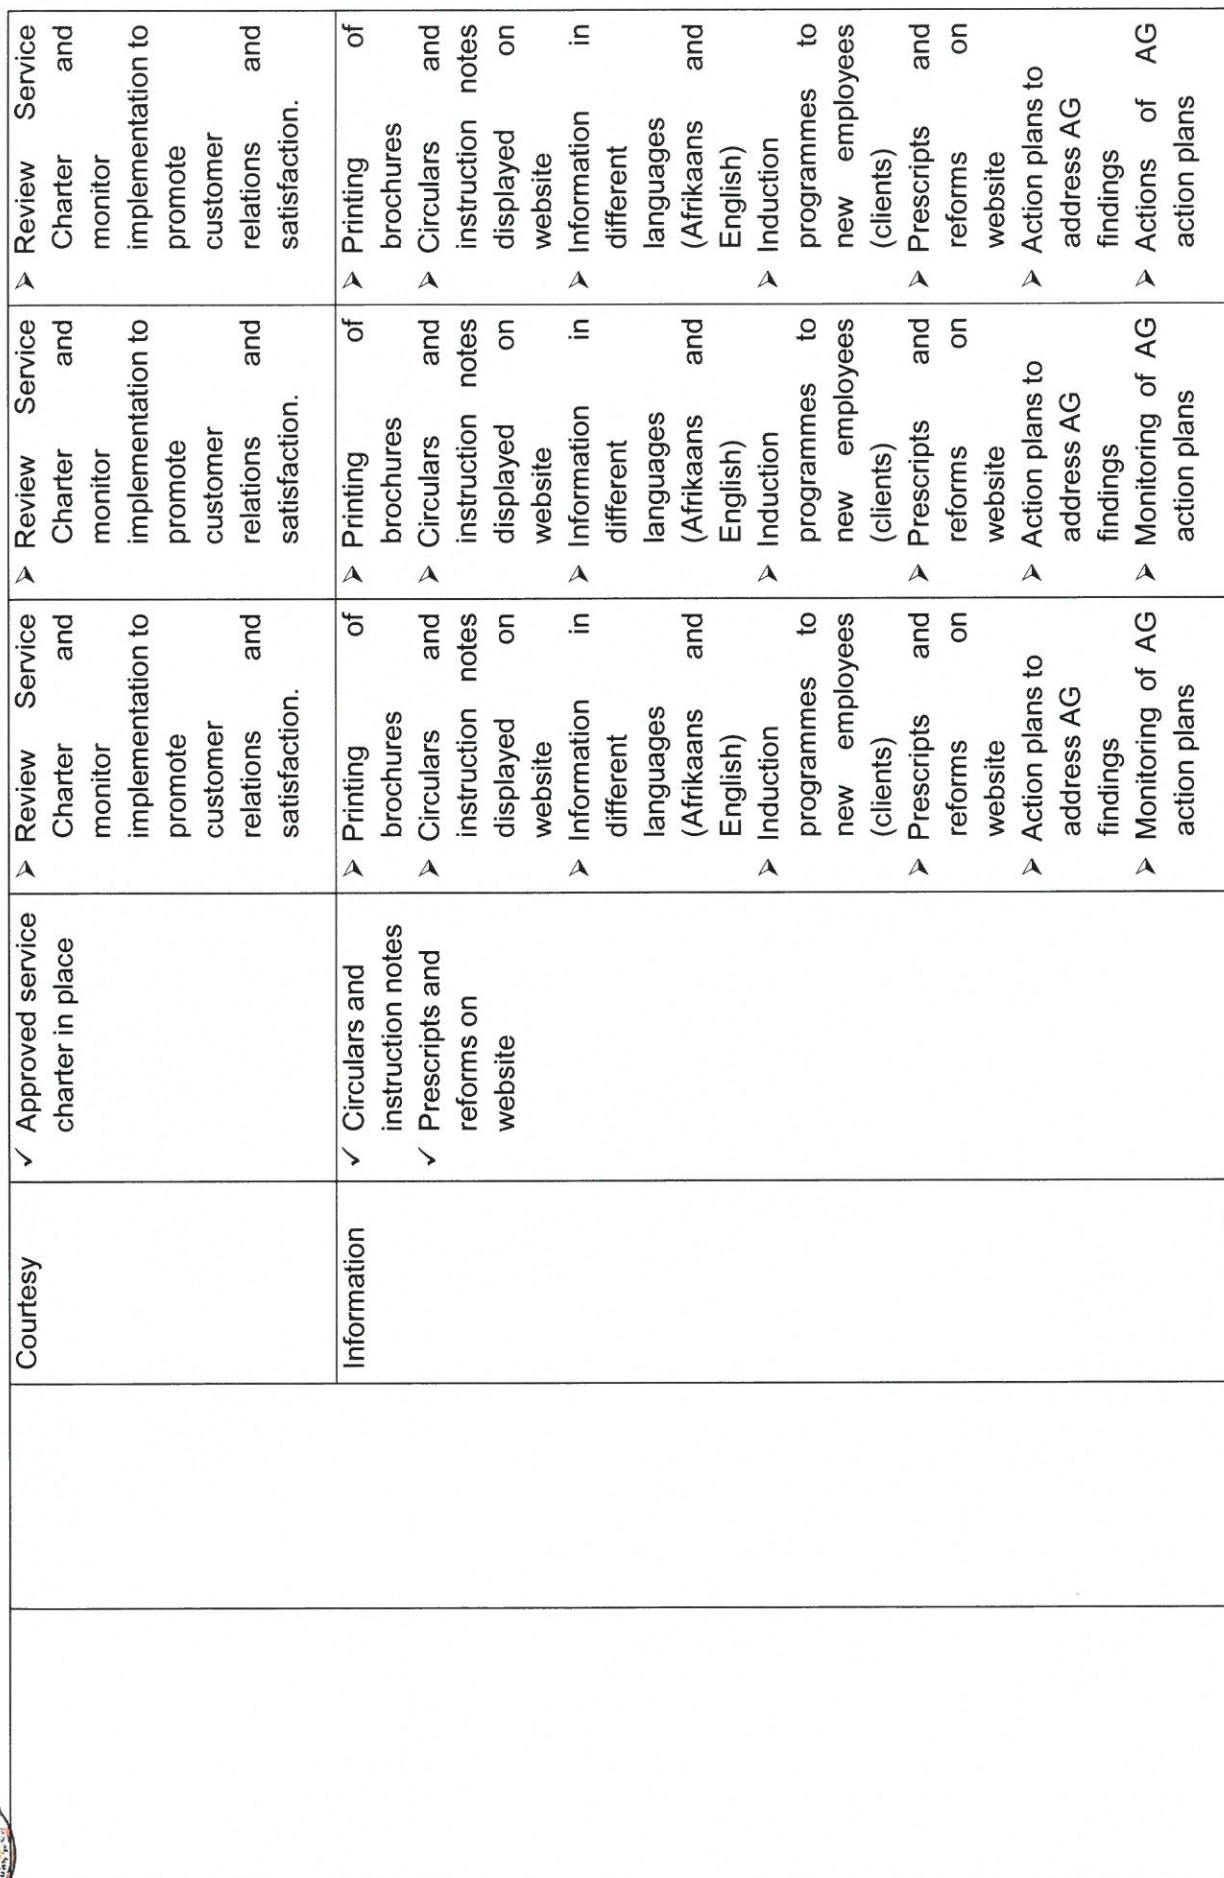 Courtesy
✓ Approved service
charter in place
➢ Review Service
Charter and
monitor
implementation to
promote
customer
relations and
satisfaction.
➢ Review Service
Charter and
monitor
implementation to
promote
customer
relations and
satisfaction.
➢ Review Service
Charter and
monitor
implementation to
promote
customer
relations and
satisfaction.
Information
✓ Circulars and
instruction notes
✓ Prescripts and
reforms on
website
➢ Printing of
brochures
➢ Circulars and
instruction notes
displayed on
website
➢ Information in
different
languages
(Afrikaans and
English)
➢ Induction
programmes to
new employees
(clients)
➢ Prescripts and
reforms on
website
➢ Action plans to
address AG
findings
➢ Monitoring of AG
action plans
➢ Printing of
brochures
➢ Circulars and
instruction notes
displayed on
website
➢ Information in
different
languages
(Afrikaans and
English)
➢ Induction
programmes to
new employees
(clients)
➢ Prescripts and
reforms on
website
➢ Action plans to
address AG
findings
➢ Monitoring of AG
action plans
➢ Printing of
brochures
➢ Circulars and
instruction notes
displayed on
website
➢ Information in
different
languages
(Afrikaans and
English)
➢ Induction
programmes to
new employees
(clients)
➢ Prescripts and
reforms on
website
➢ Action plans to
address AG
findings
➢ Actions of AG
action plans